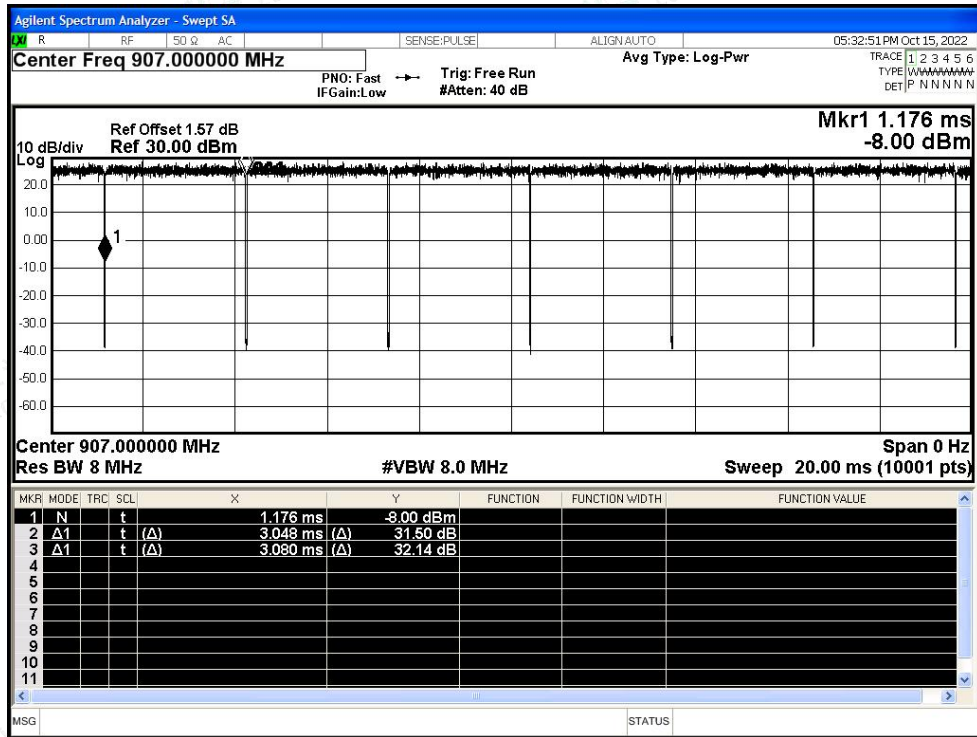 Agilent Spectrum Analyzer - Swept SA
LXI R RF 50 Ω AC SENSE:PULSE ALIGN AUTO 05:32:51 PM Oct 15, 2022
Center Freq 907.000000 MHz
PNO: Fast
IFGain:Low
Trig: Free Run
#Atten: 40 dB
Avg Type: Log-Pwr
TRACE 1 2 3 4 5 6
TYPE W
DET P N N N N N
Mkr1 1.176 ms
-8.00 dBm
Ref Offset 1.57 dB
10 dB/div Ref 30.00 dBm
Log
20.0
10.0
0.00
1
-10.0
-20.0
-30.0
-40.0
-50.0
-60.0
Center 907.000000 MHz Span 0 Hz
Res BW 8 MHz #VBW 8.0 MHz Sweep 20.00 ms (10001 pts)
MKR MODE TRC SCL X Y FUNCTION FUNCTION WIDTH FUNCTION VALUE
1 N t 1.176 ms -8.00 dBm
2 Δ1 t (Δ) 3.048 ms (Δ) 31.50 dB
3 Δ1 t (Δ) 3.080 ms (Δ) 32.14 dB
4
5
6
7
8
9
10
11
MSG STATUS